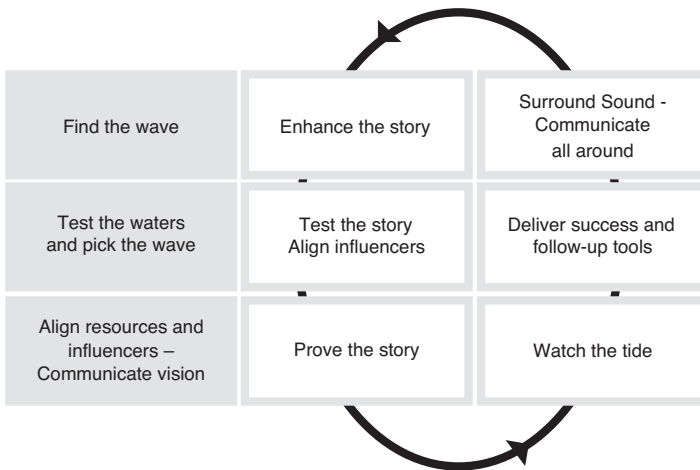 Find the wave
Enhance the story
Surround Sound -
Communicate
all around
Test the waters
and pick the wave
Test the story
Align influencers
Deliver success and
follow-up tools
Align resources and
influencers –
Communicate vision
Prove the story
Watch the tide